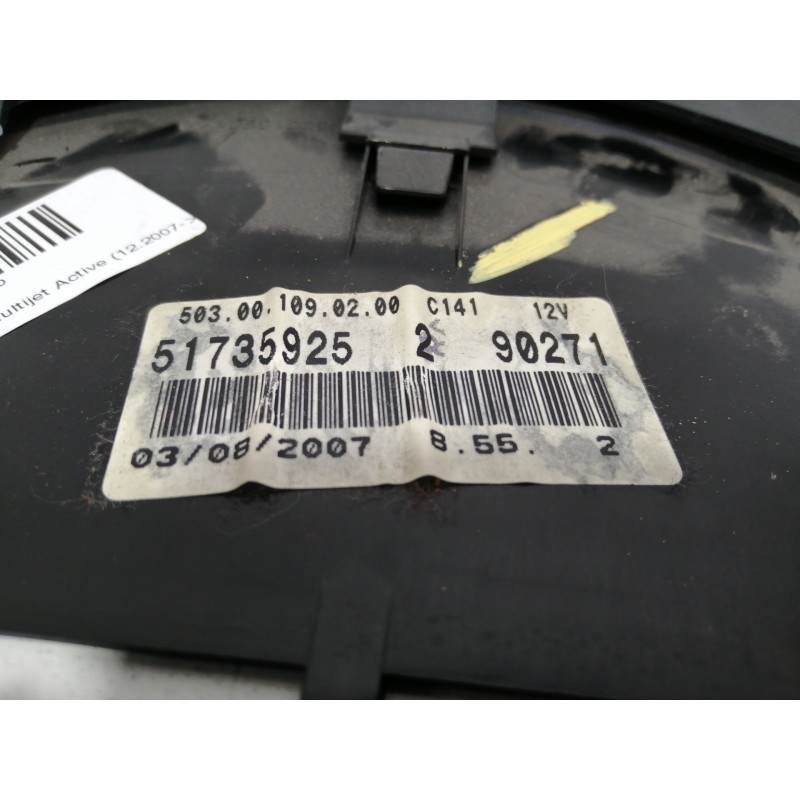 Active (12.2007-
503.00.109.02.00 C141 12V
51735925 2 90271
03/08/2007 8.55. 2